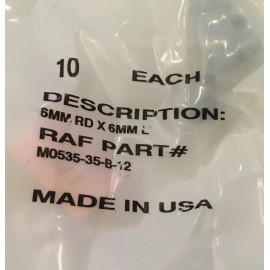 10 EACH
DESCRIPTION:
6MM RD X 6MM L
RAF PART#
M0535-35-B-12
MADE IN USA